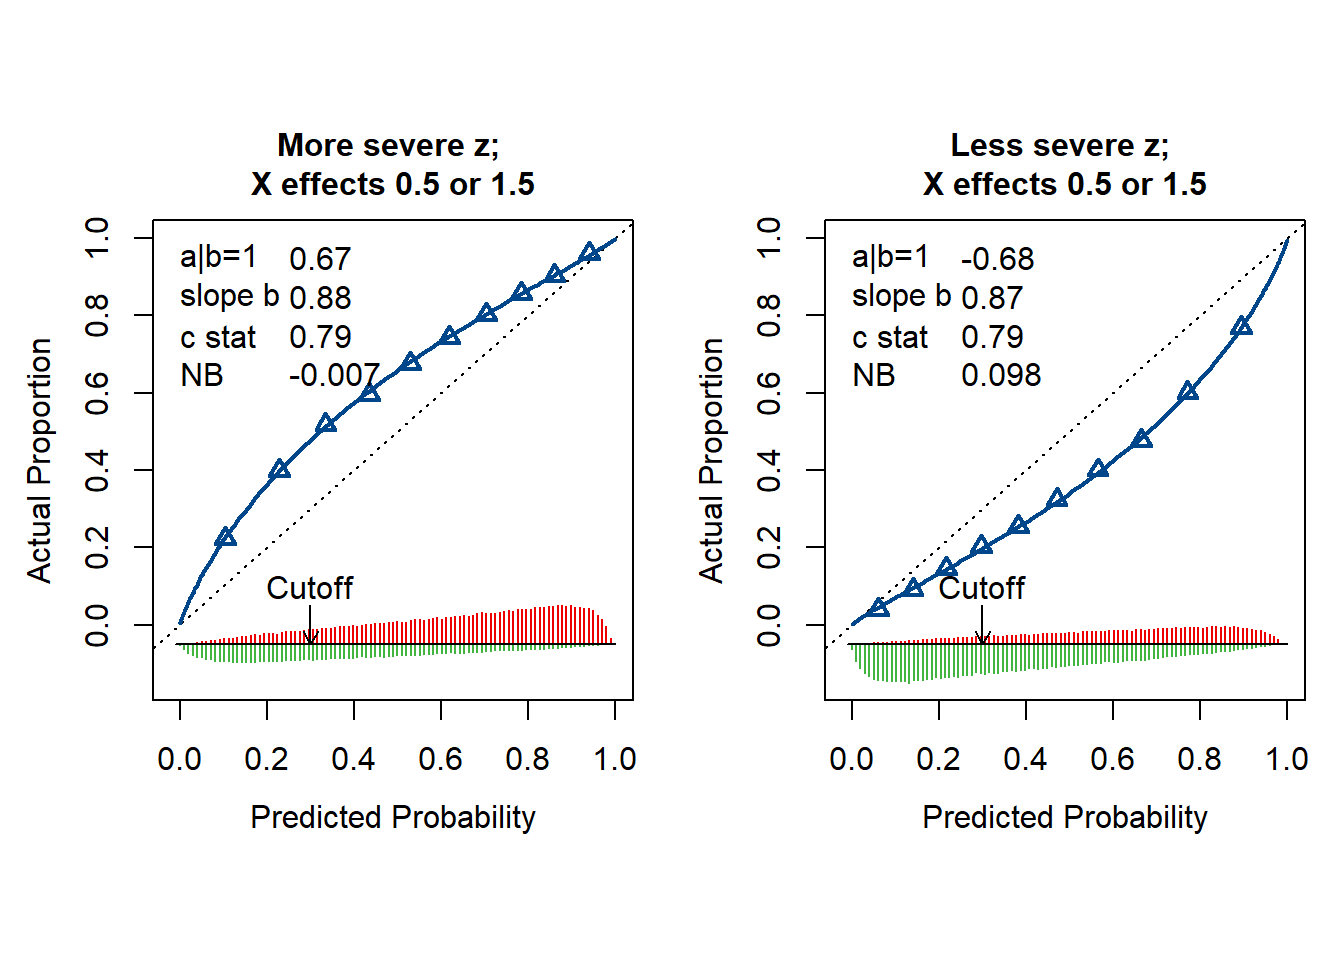 More severe z;
X effects 0.5 or 1.5
a|b=1 0.67
slope b 0.88
c stat 0.79
NB -0.007
Cutoff
Actual Proportion
0.0 0.2 0.4 0.6 0.8 1.0
0.0 0.2 0.4 0.6 0.8 1.0
Predicted Probability
Less severe z;
X effects 0.5 or 1.5
a|b=1 -0.68
slope b 0.87
c stat 0.79
NB 0.098
Cutoff
Actual Proportion
0.0 0.2 0.4 0.6 0.8 1.0
0.0 0.2 0.4 0.6 0.8 1.0
Predicted Probability